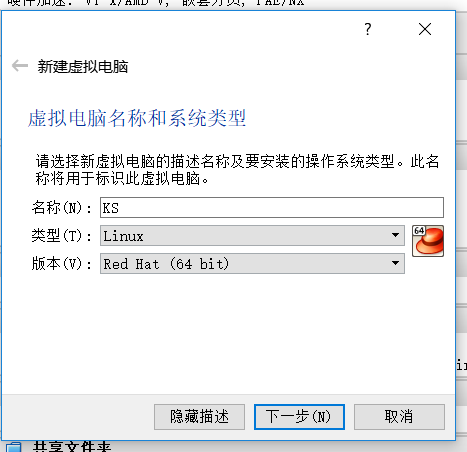 硬件加速: VT-x/AMD-V, 嵌套分页, PAE/NX
?
新建虚拟电脑
虚拟电脑名称和系统类型
请选择新虚拟电脑的描述名称及要安装的操作系统类型。此名
称将用于标识此虚拟电脑。
名称(N): KS
类型(T): Linux
64
版本(V): Red Hat (64 bit)
隐藏描述 下一步(N) 取消
共享文件夹